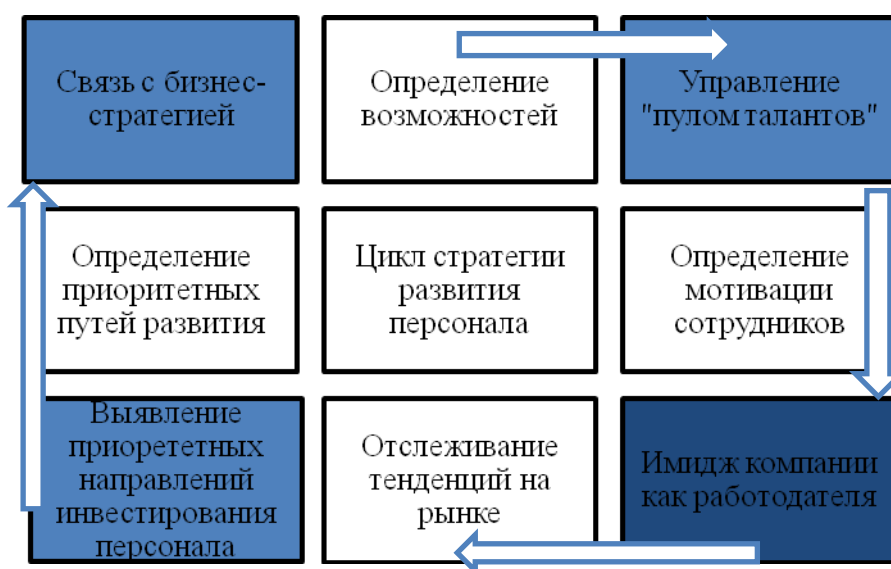 Связь с бизнес-
стратегией
Определение
возможностей
Управление
"пулом талантов"
Определение
приоритетных
путей развития
Цикл стратегии
развития
персонала
Определение
мотивации
сотрудников
Выявление
приорететных
направлений
инвестирования
персонала
Отслеживание
тенденций на
рынке
Имидж компании
как работодателя